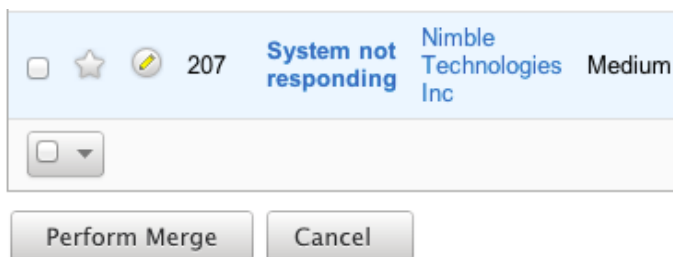 207 System not responding Nimble Technologies Inc Medium
Perform Merge Cancel